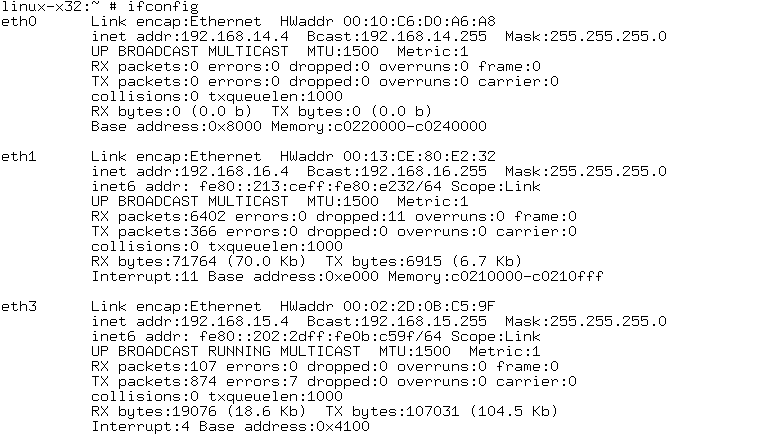 linux-x32:~ # ifconfig
eth0      Link encap:Ethernet  HWaddr 00:10:C6:D0:A6:A8
          inet addr:192.168.14.4  Bcast:192.168.14.255  Mask:255.255.255.0
          UP BROADCAST MULTICAST  MTU:1500  Metric:1
          RX packets:0 errors:0 dropped:0 overruns:0 frame:0
          TX packets:0 errors:0 dropped:0 overruns:0 carrier:0
          collisions:0 txqueuelen:1000
          RX bytes:0 (0.0 b)  TX bytes:0 (0.0 b)
          Base address:0x8000 Memory:c0220000-c0240000

eth1      Link encap:Ethernet  HWaddr 00:13:CE:80:E2:32
          inet addr:192.168.16.4  Bcast:192.168.16.255  Mask:255.255.255.0
          inet6 addr: fe80::213:ceff:fe80:e232/64 Scope:Link
          UP BROADCAST MULTICAST  MTU:1500  Metric:1
          RX packets:6402 errors:0 dropped:11 overruns:0 frame:0
          TX packets:366 errors:0 dropped:0 overruns:0 carrier:0
          collisions:0 txqueuelen:1000
          RX bytes:71764 (70.0 Kb)  TX bytes:6915 (6.7 Kb)
          Interrupt:11 Base address:0xe000 Memory:c0210000-c0210fff

eth3      Link encap:Ethernet  HWaddr 00:02:2D:0B:C5:9F
          inet addr:192.168.15.4  Bcast:192.168.15.255  Mask:255.255.255.0
          inet6 addr: fe80::202:2dff:fe0b:c59f/64 Scope:Link
          UP BROADCAST RUNNING MULTICAST  MTU:1500  Metric:1
          RX packets:107 errors:0 dropped:0 overruns:0 frame:0
          TX packets:874 errors:7 dropped:0 overruns:0 carrier:0
          collisions:0 txqueuelen:1000
          RX bytes:19076 (18.6 Kb)  TX bytes:107031 (104.5 Kb)
          Interrupt:4 Base address:0x4100